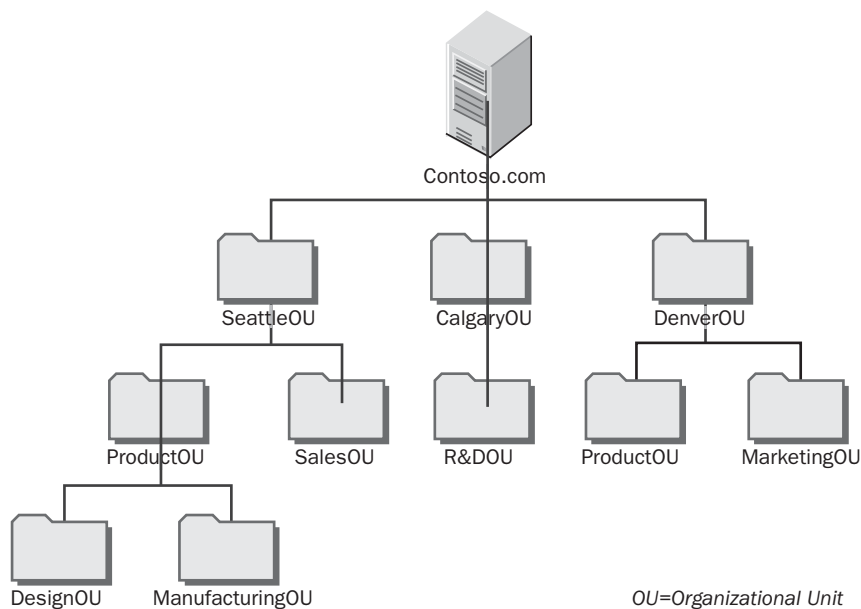 Contoso.com
SeattleOU
CalgaryOU
DenverOU
ProductOU
SalesOU
R&DOU
ProductOU
MarketingOU
DesignOU
ManufacturingOU
OU=Organizational Unit